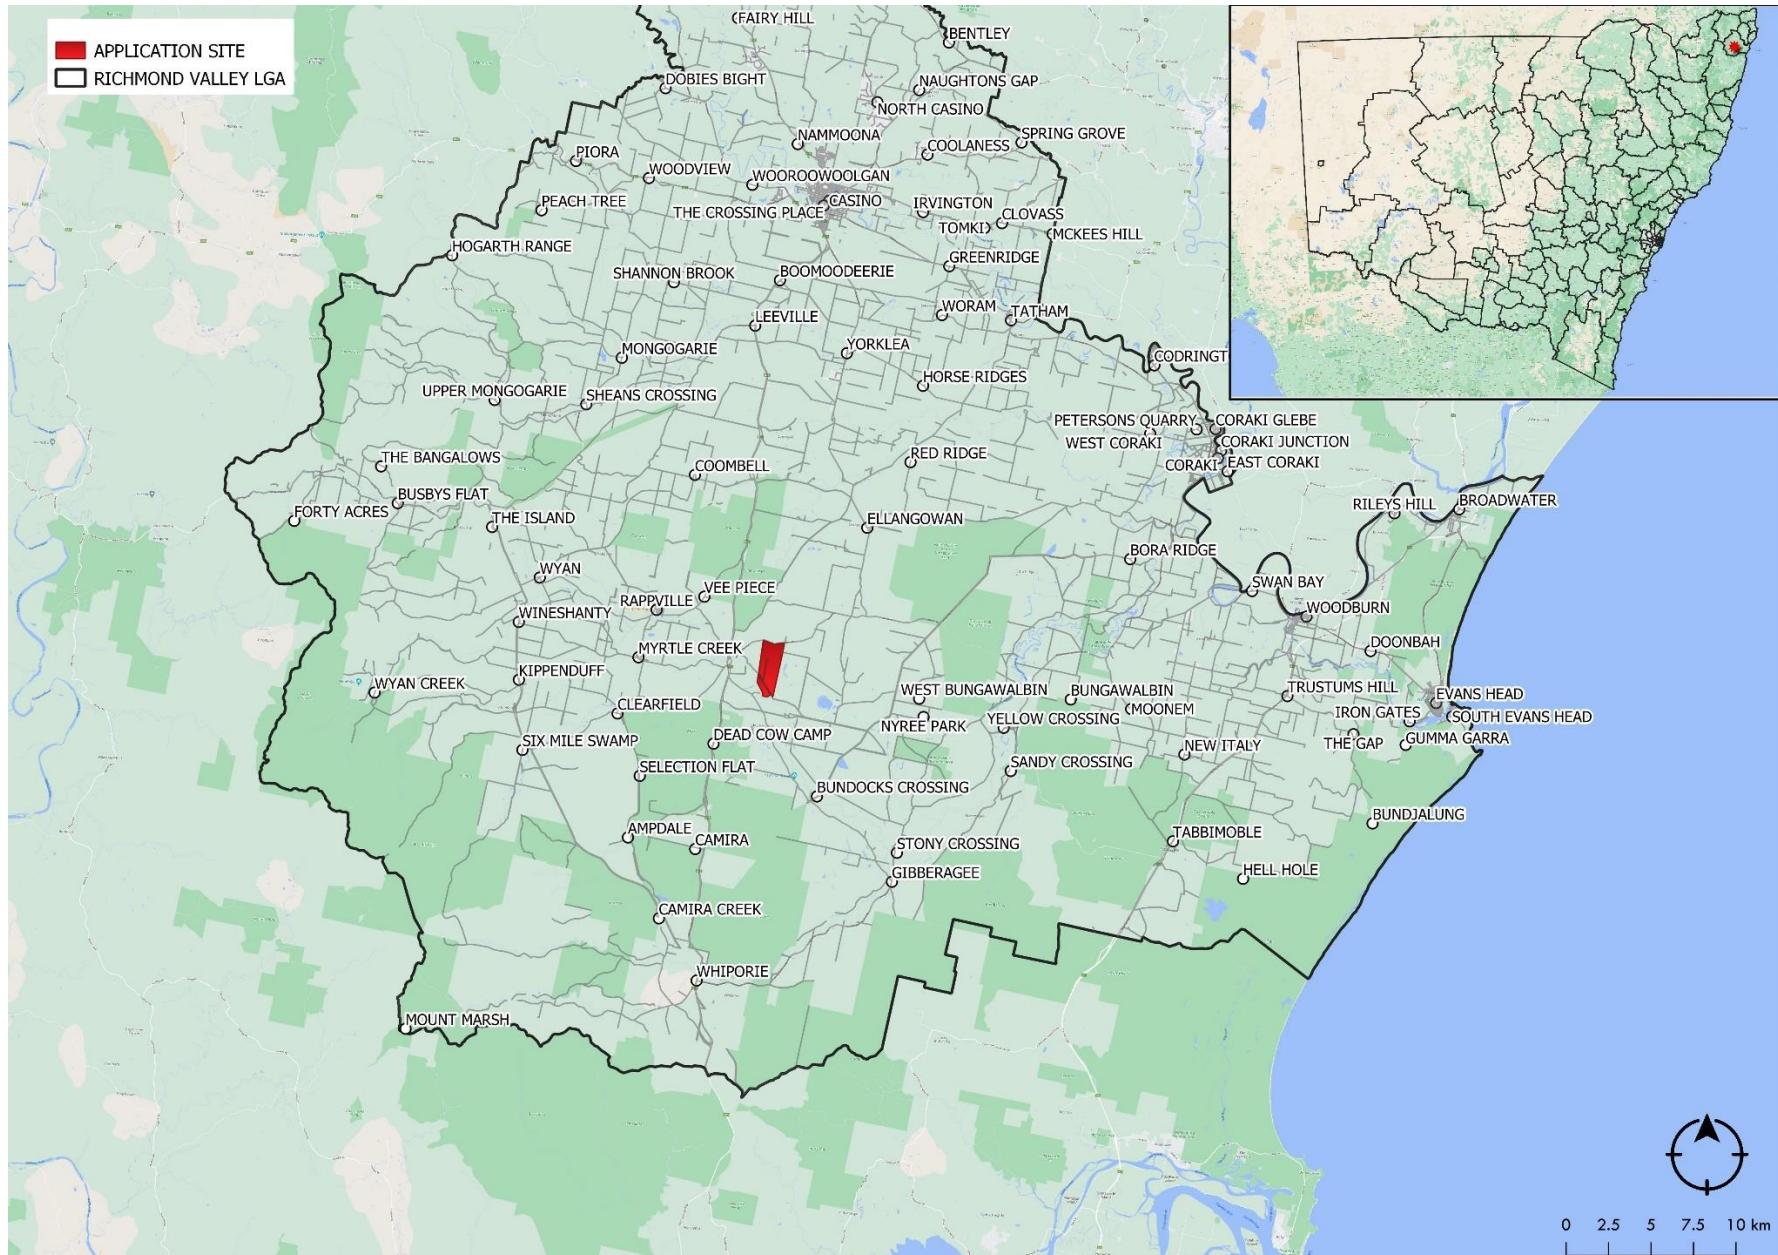 APPLICATION SITE
RICHMOND VALLEY LGA
FAIRY HILL
BENTLEY
DOBIES BIGHT
NAUGHTONS GAP
NORTH CASINO
NAMMOONA
SPRING GROVE
COOLANESS
PIORA
WOODVIEW
WOOROOWOOLGAN
PEACH TREE
THE CROSSING PLACE
CASINO
IRVINGTON
CLOVASS
TOMKI
MCKEES HILL
HOGARTH RANGE
GREENRIDGE
SHANNON BROOK
BOOMOODEERIE
WORAM
TATHAM
LEEVILLE
MONGOGARIE
YORKLEA
CODRINGT
HORSE RIDGES
UPPER MONGOGARIE
SHEANS CROSSING
PETERSONS QUARRY
CORAKI GLEBE
WEST CORAKI
CORAKI JUNCTION
THE BANGALOWS
COOMBELL
RED RIDGE
CORAKI
EAST CORAKI
BUSBYS FLAT
FORTY ACRES
THE ISLAND
ELLANGOWAN
RILEYS HILL
BROADWATER
BORA RIDGE
WYAN
SWAN BAY
RAPPVILLE
VEE PIECE
WINESHANTY
WOODBURN
DOONBAH
MYRTLE CREEK
KIPPENDUFF
WYAN CREEK
WEST BUNGAWALBIN
BUNGAWALBIN
TRUSTUMS HILL
EVANS HEAD
CLEARFIELD
MOONEM
NYREE PARK
YELLOW CROSSING
IRON GATES
SOUTH EVANS HEAD
SIX MILE SWAMP
DEAD COW CAMP
NEW ITALY
THE GAP
GUMMA GARRA
SELECTION FLAT
SANDY CROSSING
BUNDOCKS CROSSING
BUNDJALUNG
AMPDALE
CAMIRA
STONY CROSSING
TABBIMOBLE
GIBBERAGEE
HELL HOLE
CAMIRA CREEK
WHIPORIE
MOUNT MARSH
0 2.5 5 7.5 10 km